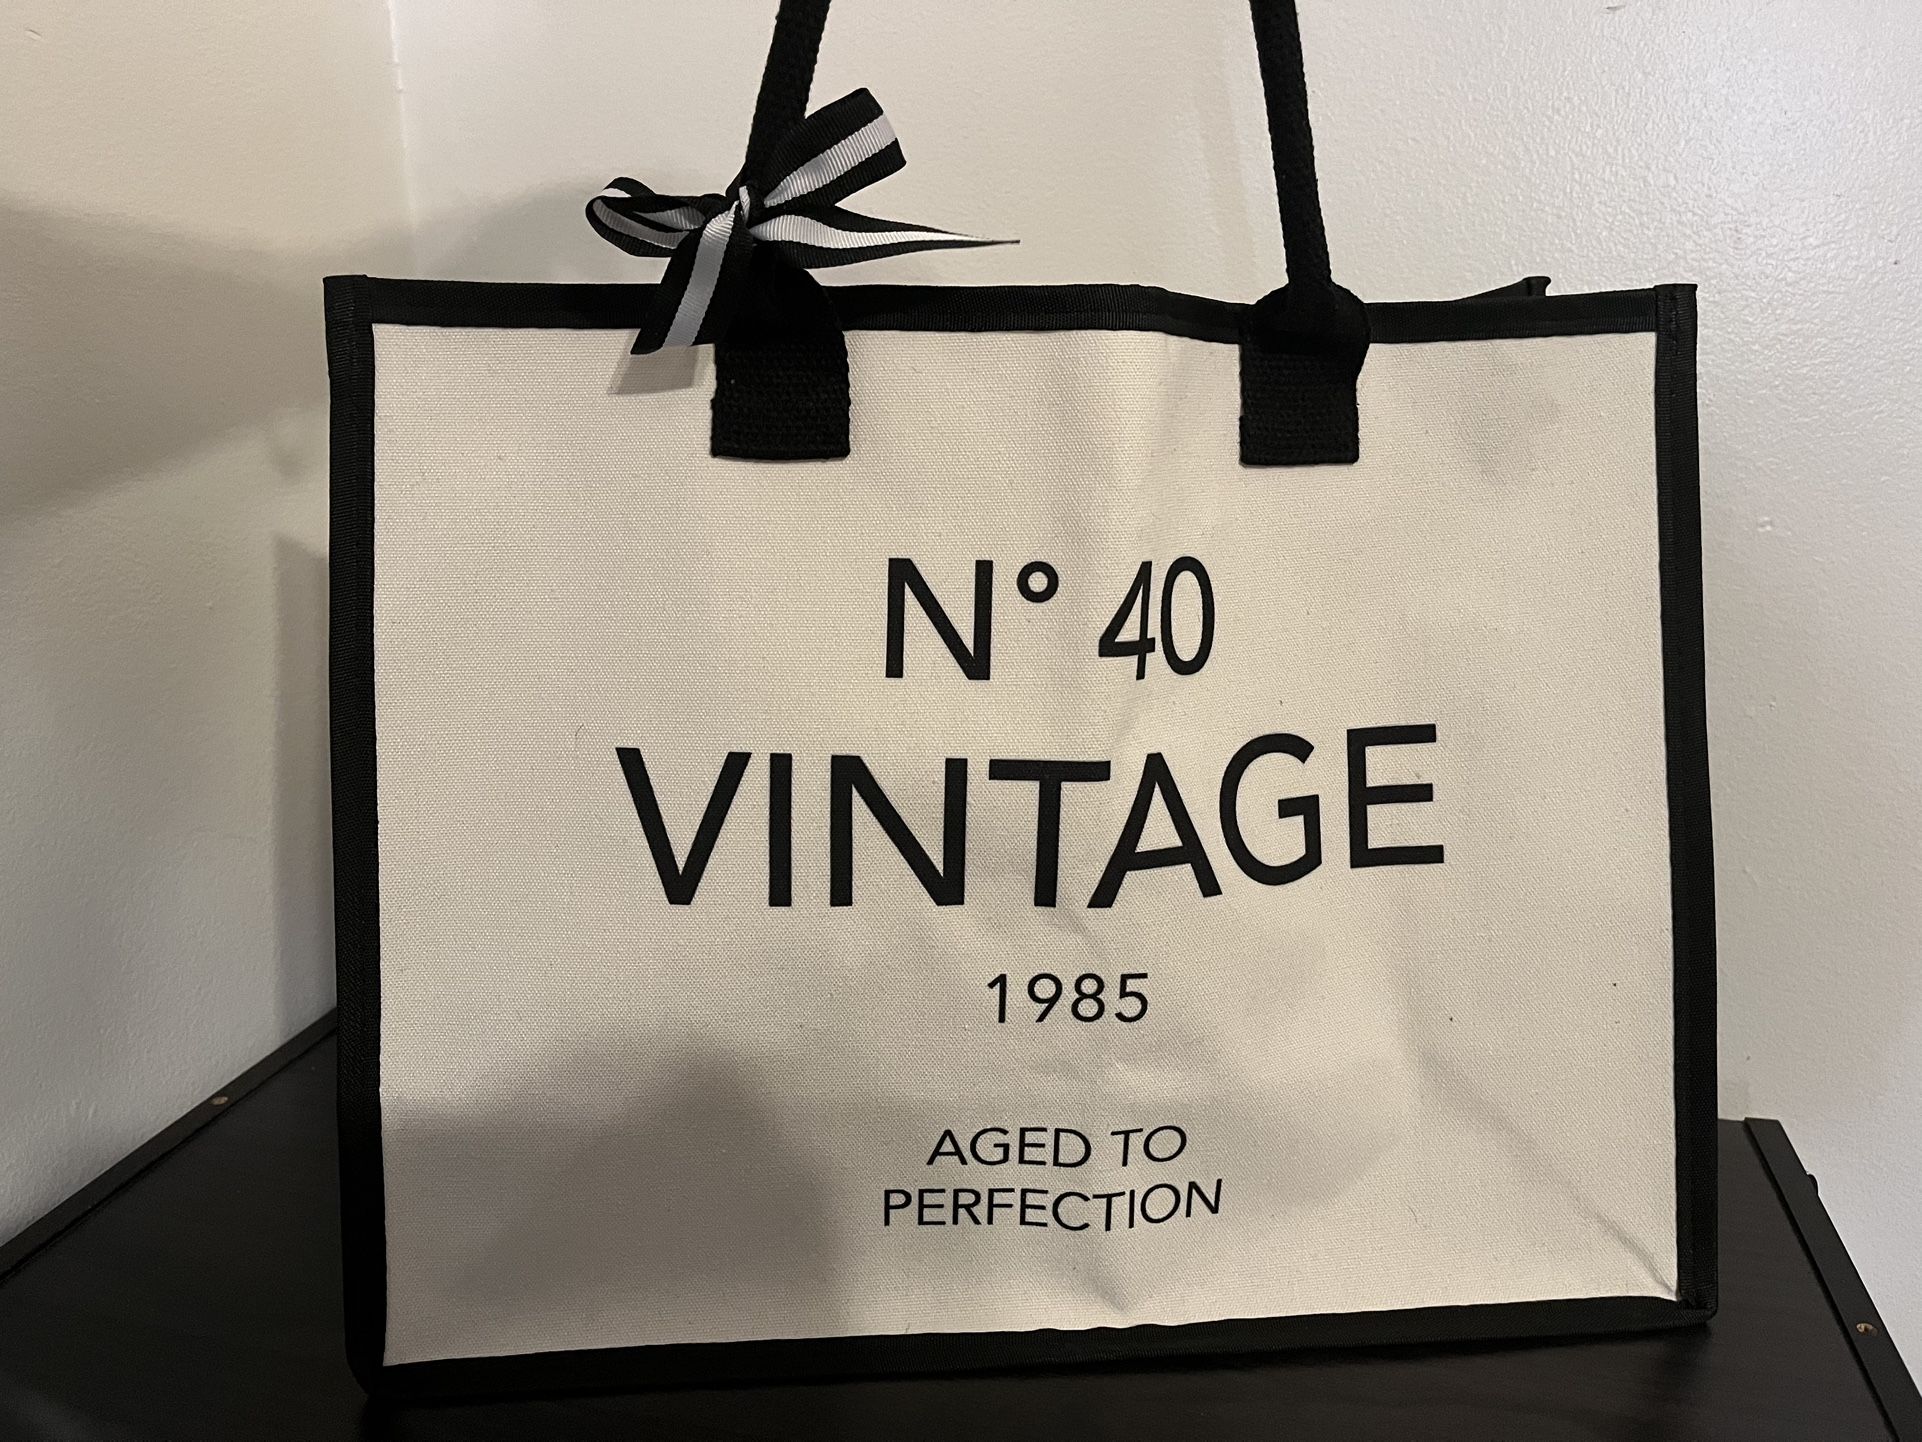 N° 40
VINTAGE
1985
AGED TO
PERFECTION